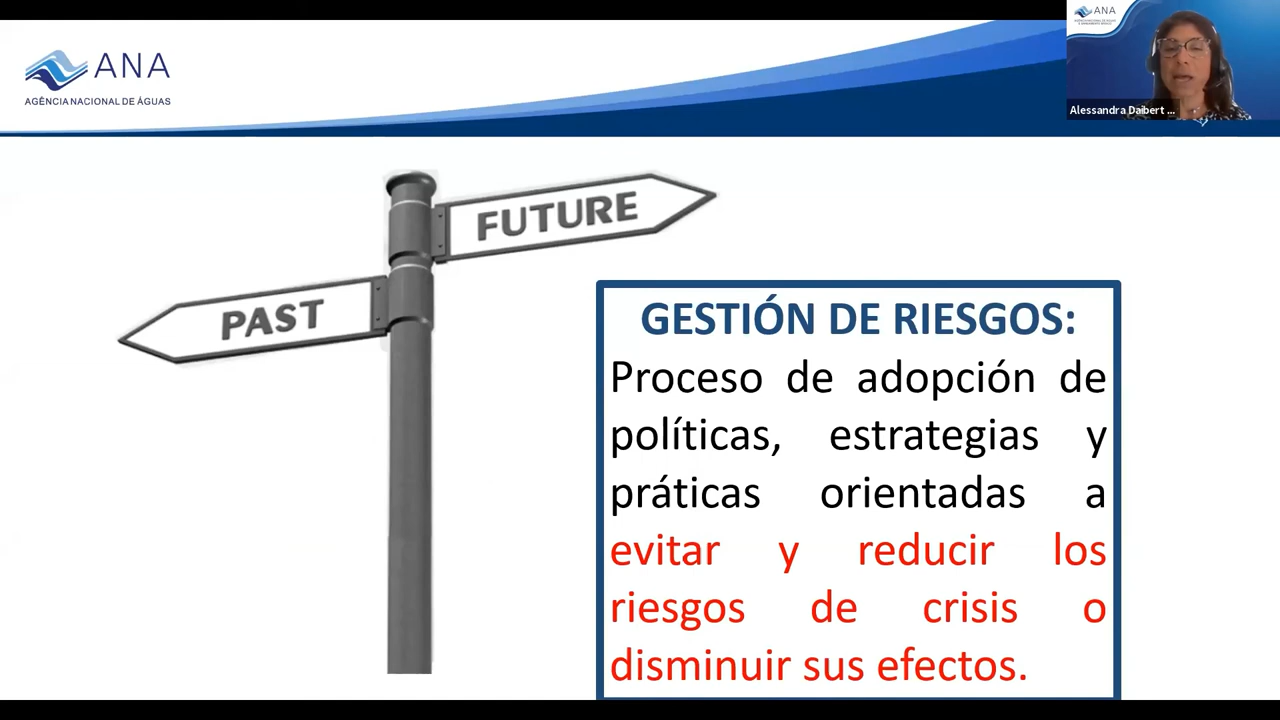 ANA
AGÊNCIA NACIONAL DE ÁGUAS
ANA
Alessandra Daibert ...
FUTURE
PAST
GESTIÓN DE RIESGOS:
Proceso de adopción de
políticas, estrategias y
práticas orientadas a
evitar y reducir los
riesgos de crisis o
disminuir sus efectos.